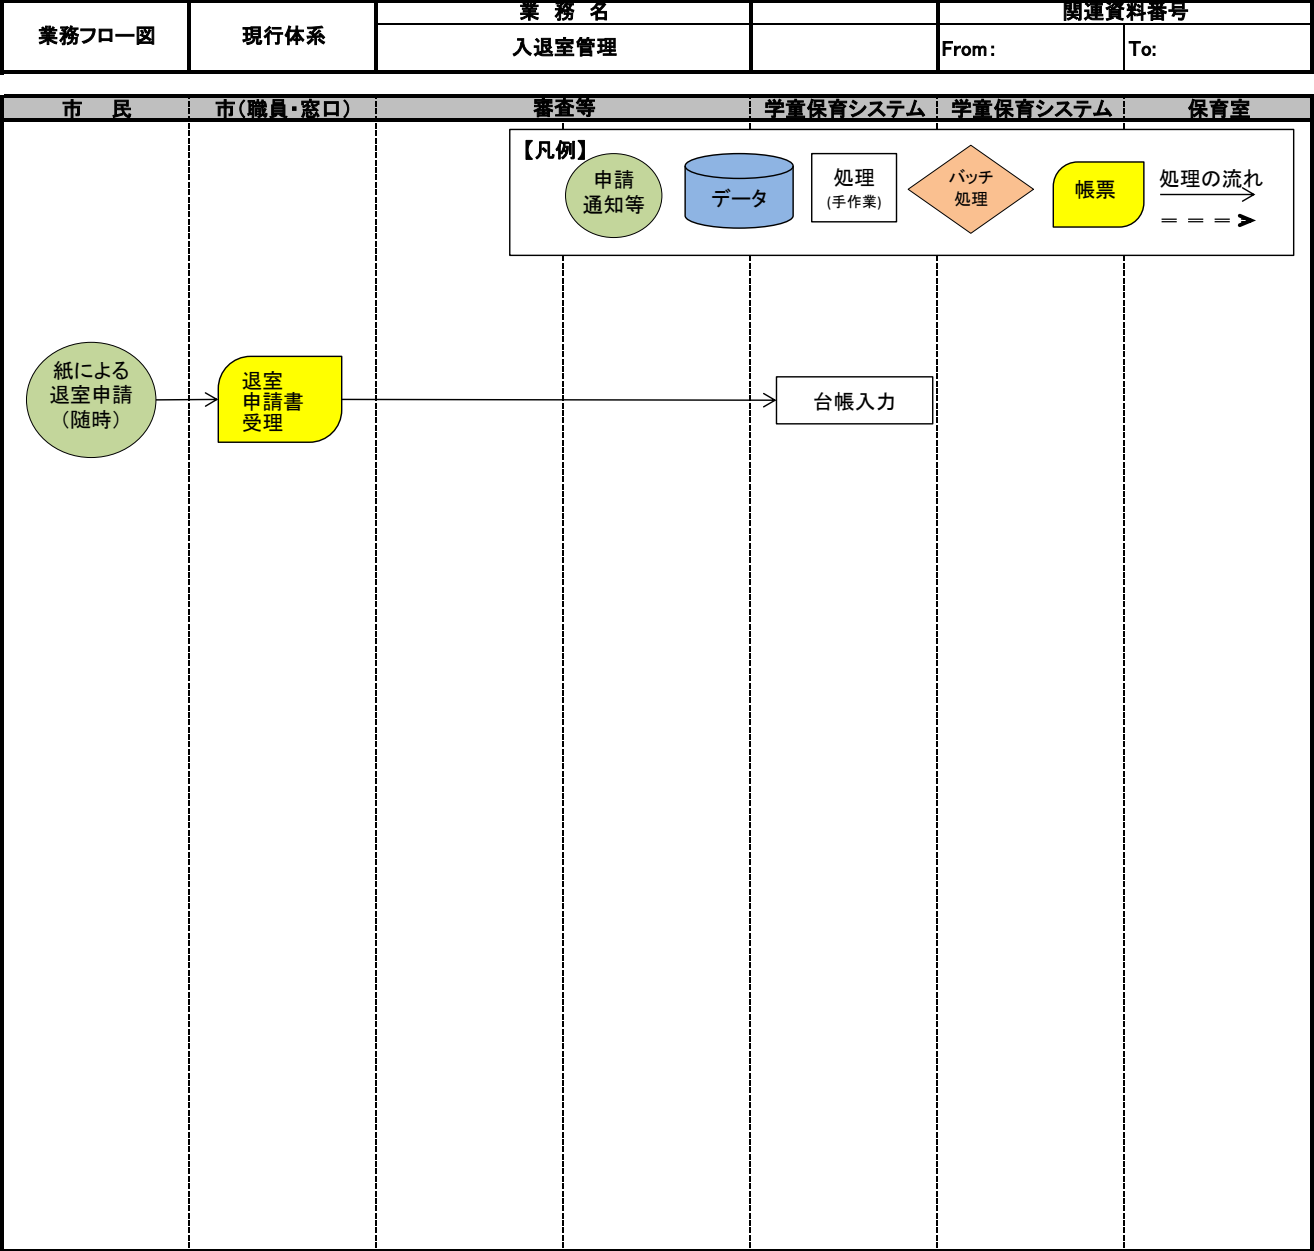 業務フロー図
現行体系
業 務 名
入退室管理
関連資料番号
From：
To:
市　民
市（職員・窓口）
審査等
学童保育システム
学童保育システム
保育室
【凡例】
申請
通知等
データ
処理
(手作業)
バッチ
処理
帳票
処理の流れ
紙による
退室申請
（随時）
退室
申請書
受理
台帳入力